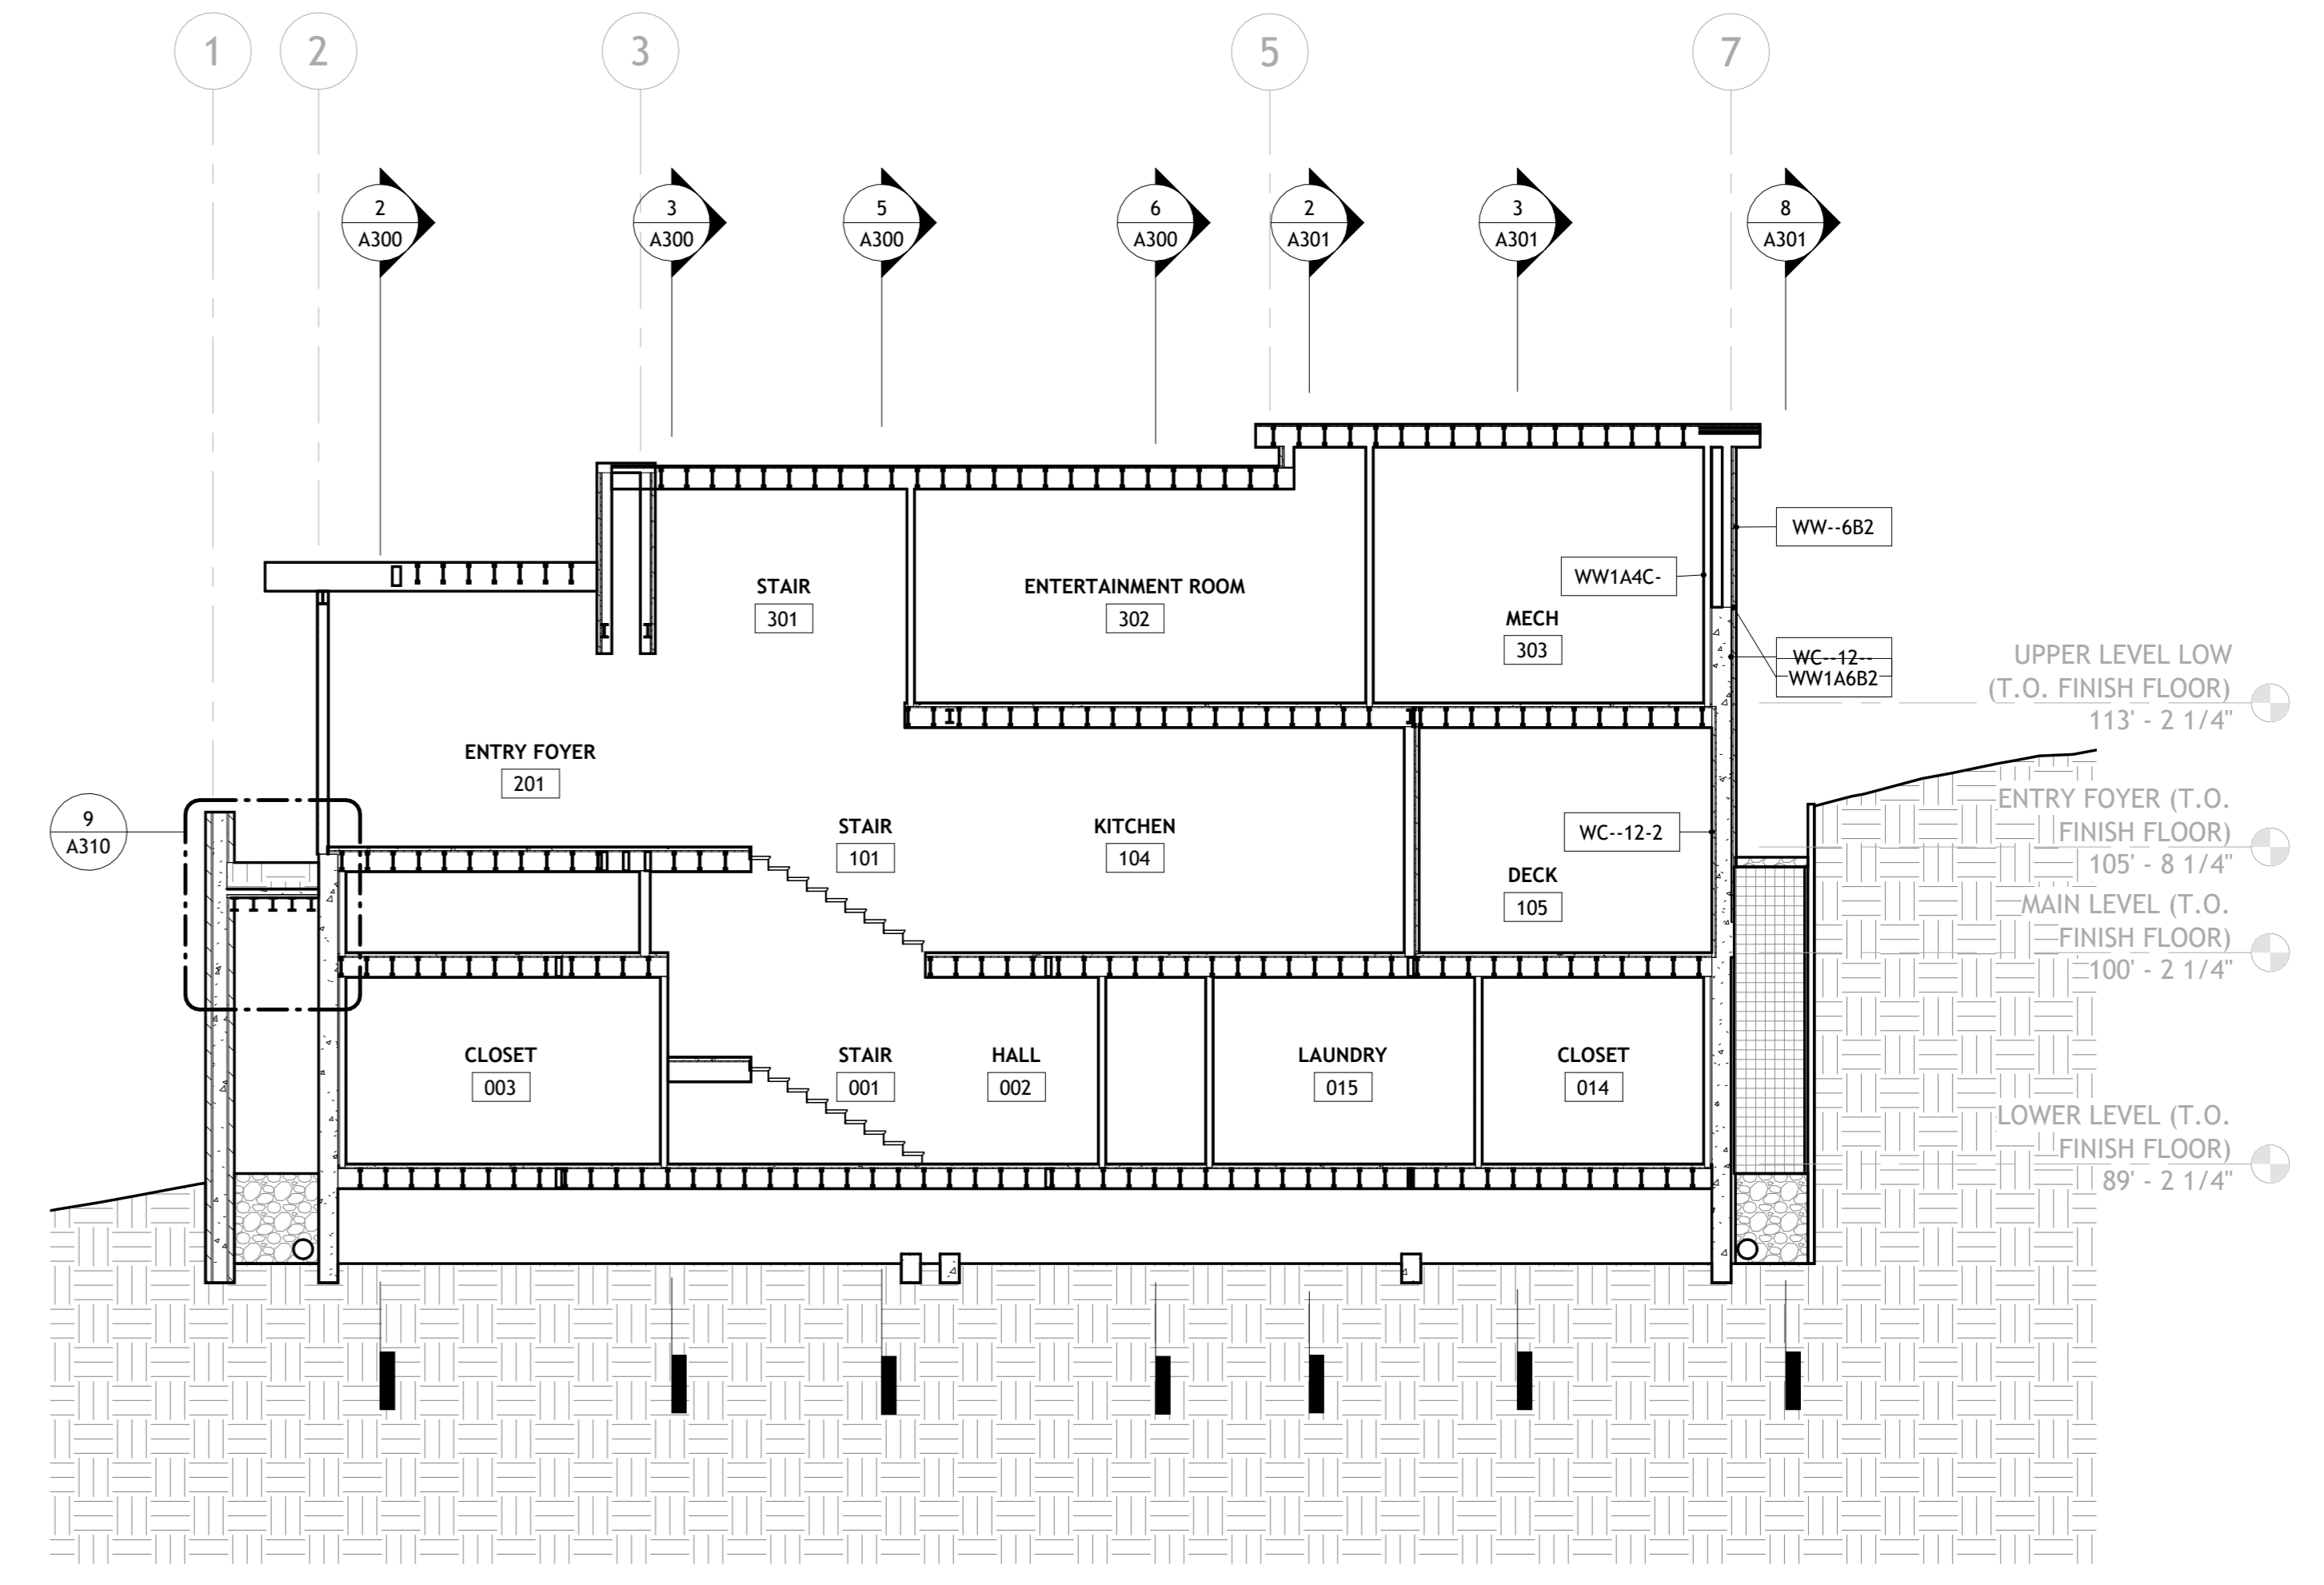 1
2
3
5
7
2
A300
3
A300
5
A300
6
A300
2
A301
3
A301
8
A301
WW--6B2
WW1A4C-
STAIR
301
ENTERTAINMENT ROOM
302
MECH
303
WC--12--
WW1A6B2
UPPER LEVEL LOW
(T.O. FINISH FLOOR)
113' - 2 1/4"
ENTRY FOYER
201
9
A310
STAIR
101
KITCHEN
104
WC--12-2
DECK
105
ENTRY FOYER (T.O.
FINISH FLOOR)
105' - 8 1/4"
MAIN LEVEL (T.O.
FINISH FLOOR)
100' - 2 1/4"
CLOSET
003
STAIR
001
HALL
002
LAUNDRY
015
CLOSET
014
LOWER LEVEL (T.O.
FINISH FLOOR)
89' - 2 1/4"